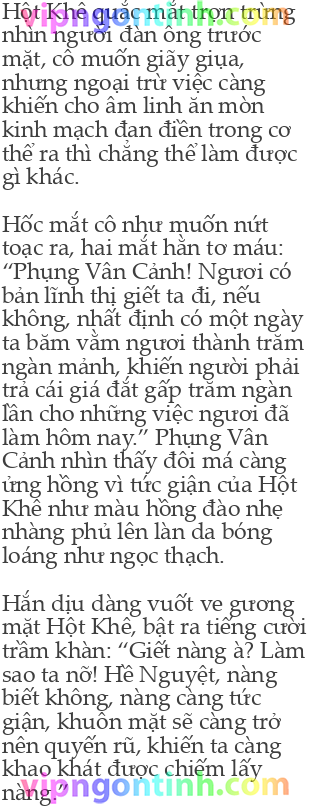 Hột Khê quắc mắt trợn trừng
nhìn người đàn ông trước
mặt, cô muốn giãy giụa,
nhưng ngoại trừ việc càng
khiến cho âm linh ăn mòn
kinh mạch đan điền trong cơ
thể ra thì chẳng thể làm được
gì khác.
Hốc mắt cô như muốn nứt
toạc ra, hai mắt hằn tơ máu:
“Phụng Vân Cảnh! Ngươi có
bản lĩnh thị giết ta đi, nếu
không, nhất định có một ngày
ta băm vằm ngươi thành trăm
ngàn mảnh, khiến người phải
trả cái giá đắt gấp trăm ngàn
lần cho những việc ngươi đã
làm hôm nay.” Phụng Vân
Cảnh nhìn thấy đôi má càng
ửng hồng vì tức giận của Hột
Khê như màu hồng đào nhẹ
nhàng phủ lên làn da bóng
loáng như ngọc thạch.
Hắn dịu dàng vuốt ve gương
mặt Hột Khê, bật ra tiếng cười
trầm khàn: “Giết nàng à? Làm
sao ta nỡ! Hề Nguyệt, nàng
biết không, nàng càng tức
giận, khuôn mặt sẽ càng trở
nên quyến rũ, khiến ta càng
khao khát được chiếm lấy
nàng.”
vipngontinh.com
vipngontinh.com